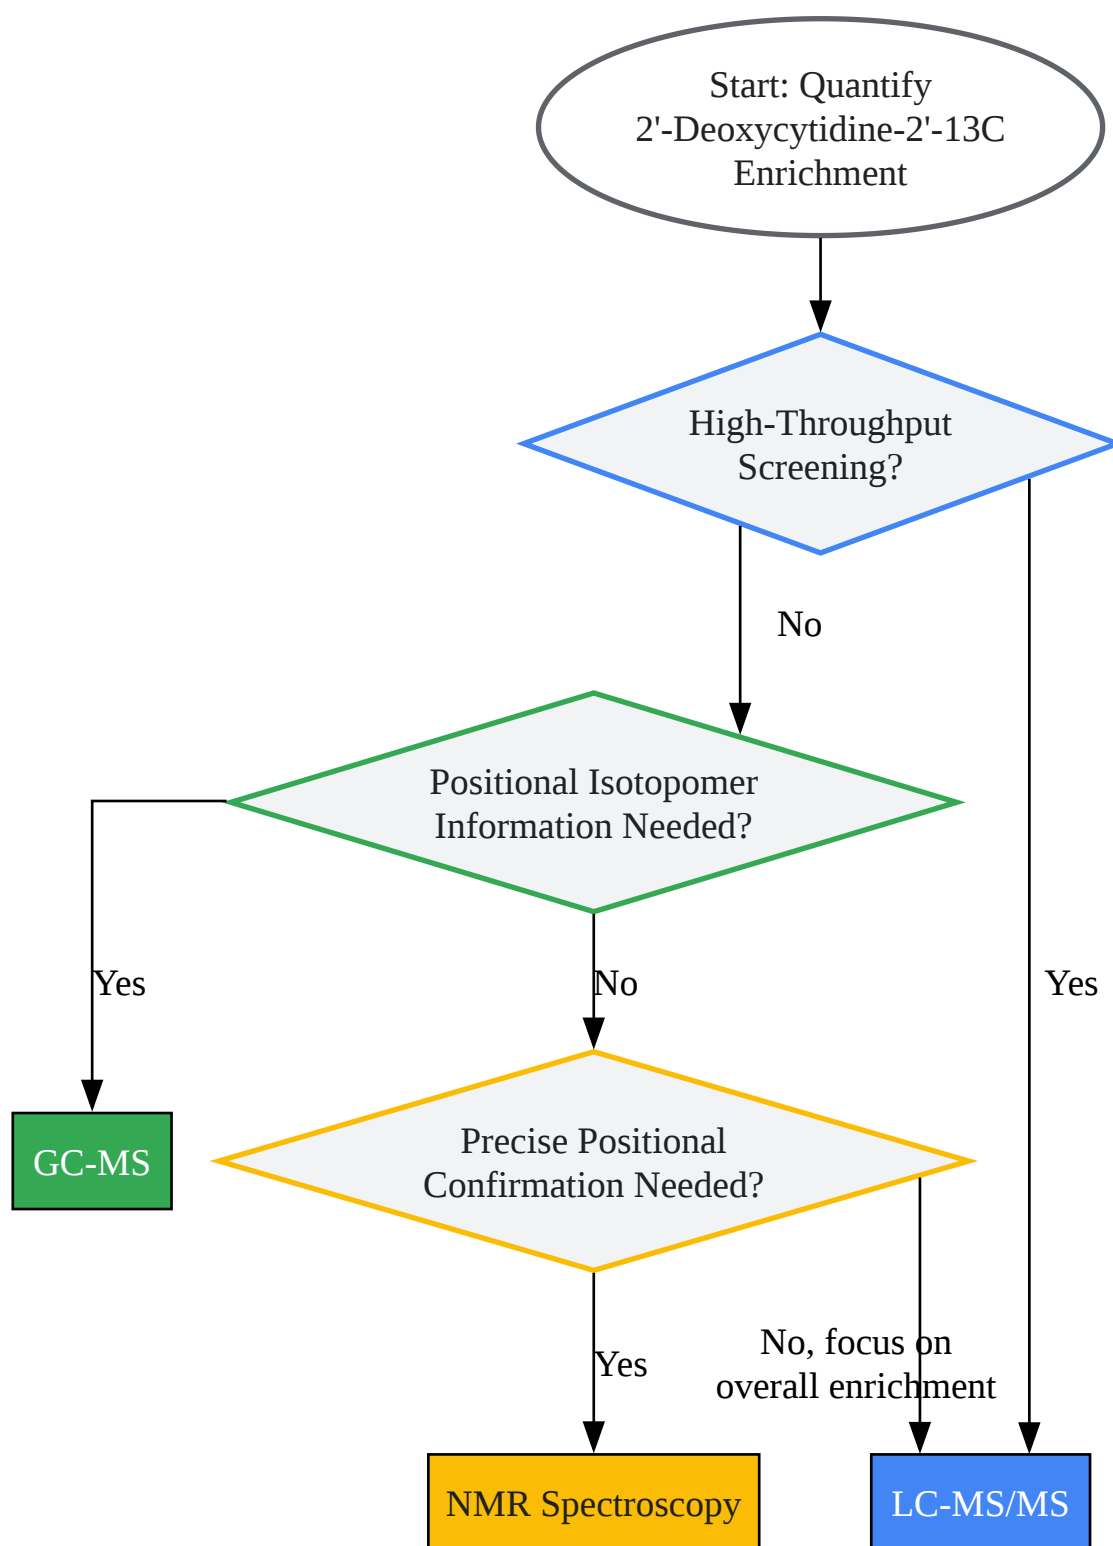 Start: Quantify
2'-Deoxycytidine-2'-13C
Enrichment
High-Throughput
Screening?
No
Positional Isotopomer
Information Needed?
Yes
No
Yes
GC-MS
Precise Positional
Confirmation Needed?
Yes
No, focus on
overall enrichment
NMR Spectroscopy
LC-MS/MS